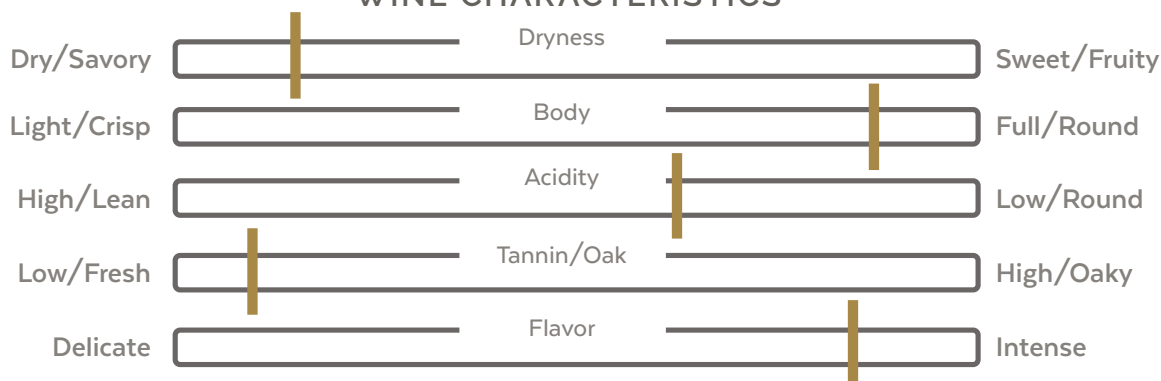 WINE CHARACTERISTICS
Dryness
Dry/Savory Sweet/Fruity
Body
Light/Crisp Full/Round
Acidity
High/Lean Low/Round
Tannin/Oak
Low/Fresh High/Oaky
Flavor
Delicate Intense